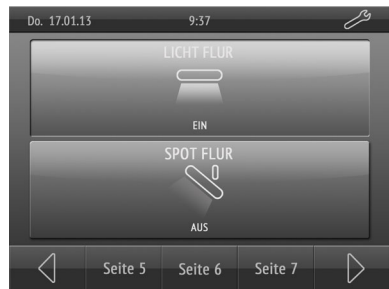 Do. 17.01.13 9:37
LICHT FLUR
EIN
SPOT FLUR
AUS
Seite 5 Seite 6 Seite 7